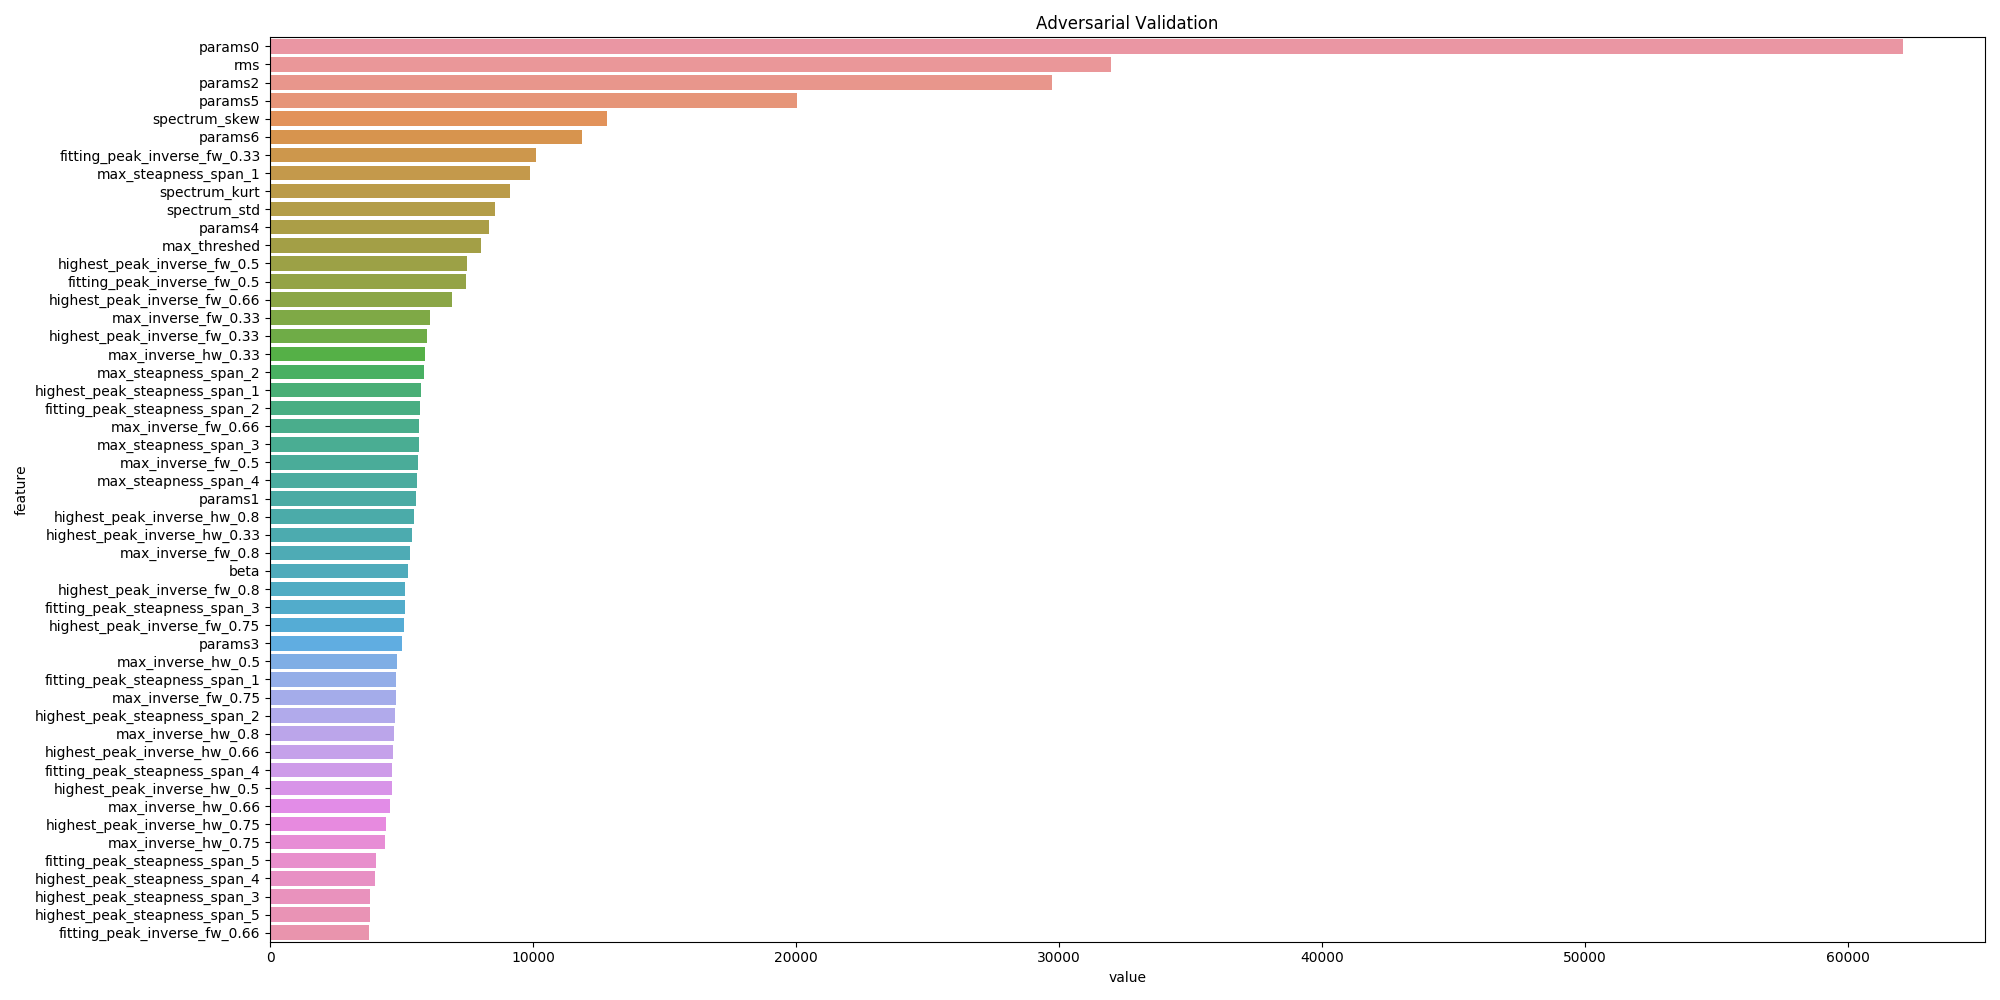 Adversarial Validation
params0
rms
params2
params5
spectrum_skew
params6
fitting_peak_inverse_fw_0.33
max_steapness_span_1
spectrum_kurt
spectrum_std
params4
max_threshed
highest_peak_inverse_fw_0.5
fitting_peak_inverse_fw_0.5
highest_peak_inverse_fw_0.66
max_inverse_fw_0.33
highest_peak_inverse_fw_0.33
max_inverse_hw_0.33
max_steapness_span_2
highest_peak_steapness_span_1
fitting_peak_steapness_span_2
max_inverse_fw_0.66
max_steapness_span_3
max_inverse_fw_0.5
max_steapness_span_4
params1
highest_peak_inverse_hw_0.8
highest_peak_inverse_hw_0.33
max_inverse_fw_0.8
beta
highest_peak_inverse_fw_0.8
fitting_peak_steapness_span_3
highest_peak_inverse_fw_0.75
params3
max_inverse_hw_0.5
fitting_peak_steapness_span_1
max_inverse_fw_0.75
highest_peak_steapness_span_2
max_inverse_hw_0.8
highest_peak_inverse_hw_0.66
fitting_peak_steapness_span_4
highest_peak_inverse_hw_0.5
max_inverse_hw_0.66
highest_peak_inverse_hw_0.75
max_inverse_hw_0.75
fitting_peak_steapness_span_5
highest_peak_steapness_span_4
highest_peak_steapness_span_3
highest_peak_steapness_span_5
fitting_peak_inverse_fw_0.66
feature
0 10000 20000 30000 40000 50000 60000
value